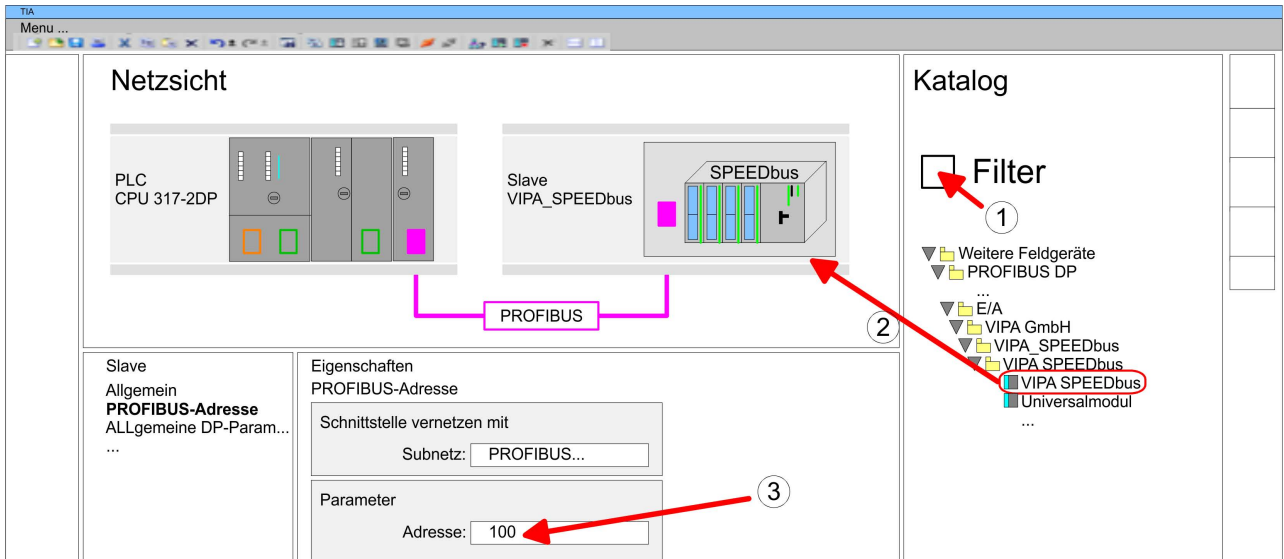 TIA
Menu ...
Netzsicht
PLC
CPU 317-2DP
Slave
VIPA_SPEEDbus
SPEEDbus
PROFIBUS
2
Katalog
Filter
1
Weitere Feldgeräte
PROFIBUS DP
...
E/A
VIPA GmbH
VIPA_SPEEDbus
VIPA SPEEDbus
VIPA SPEEDbus
Universalmodul
...
Slave
Allgemein
PROFIBUS-Adresse
ALLgemeine DP-Param...
...
Eigenschaften
PROFIBUS-Adresse
Schnittstelle vernetzen mit
Subnetz: PROFIBUS...
Parameter
Adresse: 100
3